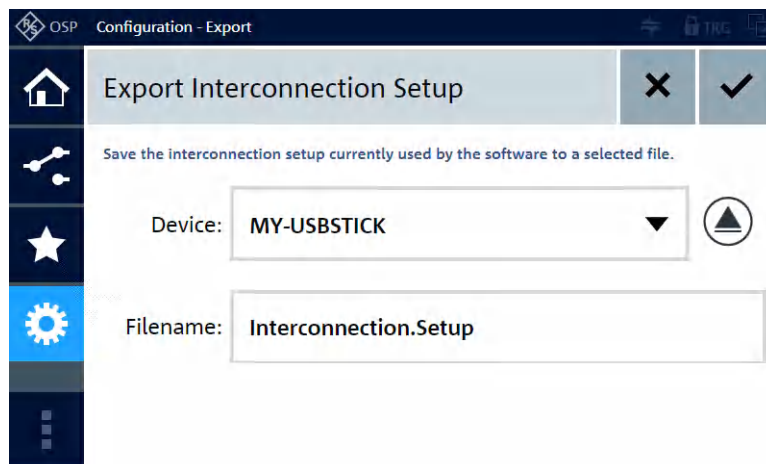 R&S OSP Configuration - Export TRG
Export Interconnection Setup
Save the interconnection setup currently used by the software to a selected file.
Device: MY-USBSTICK
Filename: Interconnection.Setup